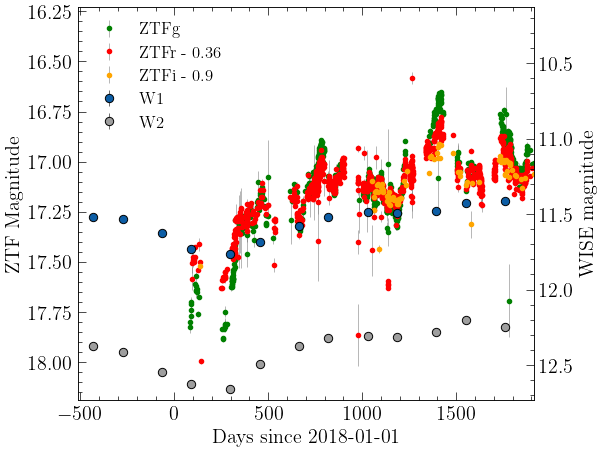 ZTFg
ZTFr - 0.36
ZTFi - 0.9
W1
W2
16.25
16.50
16.75
17.00
17.25
17.50
17.75
18.00
ZTF Magnitude
10.5
11.0
11.5
12.0
12.5
WISE magnitude
−500 0 500 1000 1500
Days since 2018-01-01